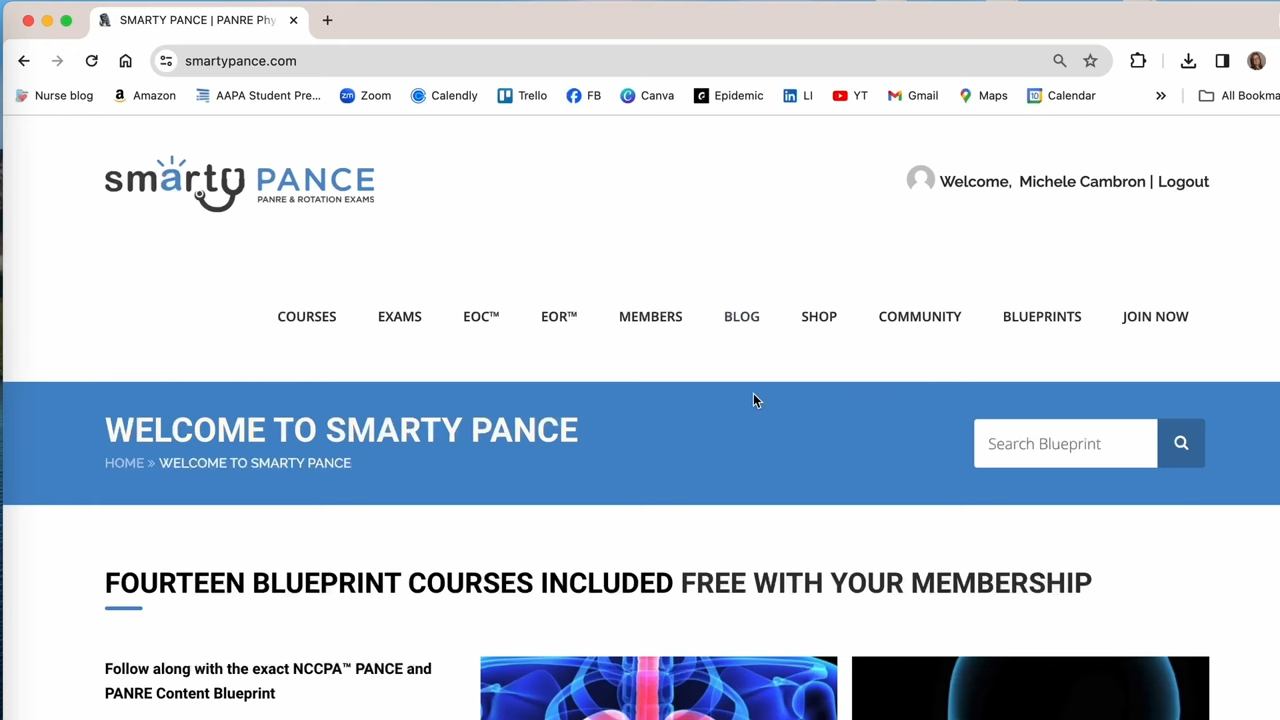 SMARTY PANCE | PANRE Phy
smartypance.com
Nurse blog Amazon AAPA Student Pre... Zoom Calendly Trello FB Canva Epidemic LI YT Gmail Maps Calendar » All Bookma
smarty PANCE
PANRE & ROTATION EXAMS
Welcome, Michele Cambron | Logout
COURSES EXAMS EOC™ EOR™ MEMBERS BLOG SHOP COMMUNITY BLUEPRINTS JOIN NOW
WELCOME TO SMARTY PANCE
HOME » WELCOME TO SMARTY PANCE
Search Blueprint
FOURTEEN BLUEPRINT COURSES INCLUDED FREE WITH YOUR MEMBERSHIP
Follow along with the exact NCCPA™ PANCE and
PANRE Content Blueprint